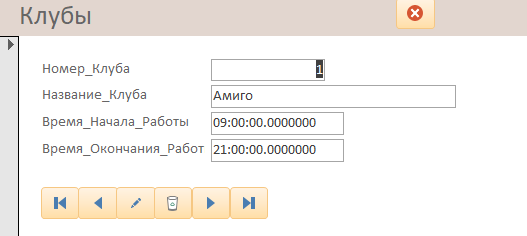 Клубы
Номер_Клуба 1
Название_Клуба Амиго
Время_Начала_Работы 09:00:00.0000000
Время_Окончания_Работ 21:00:00.0000000